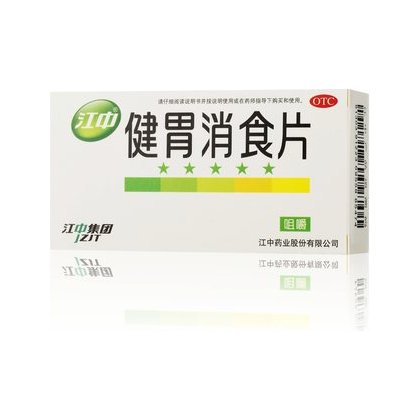 请仔细阅读说明书并按说明使用或在药师指导下购买和使用。
OTC
江中®
健胃消食片
江中集团
JZJT
咀嚼
江中药业股份有限公司